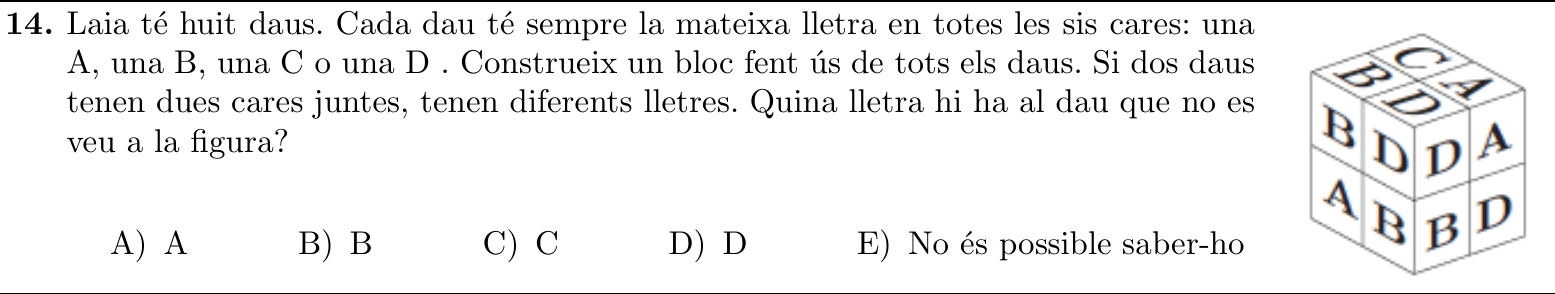 14. Laia té huit daus. Cada dau té sempre la mateixa lletra en totes les sis cares: una
A, una B, una C o una D . Construeix un bloc fent ús de tots els daus. Si dos daus
tenen dues cares juntes, tenen diferents lletres. Quina lletra hi ha al dau que no es
veu a la figura?
A) A B) B C) C D) D E) No és possible saber-ho
C
B A
D
B D D A
A B B D